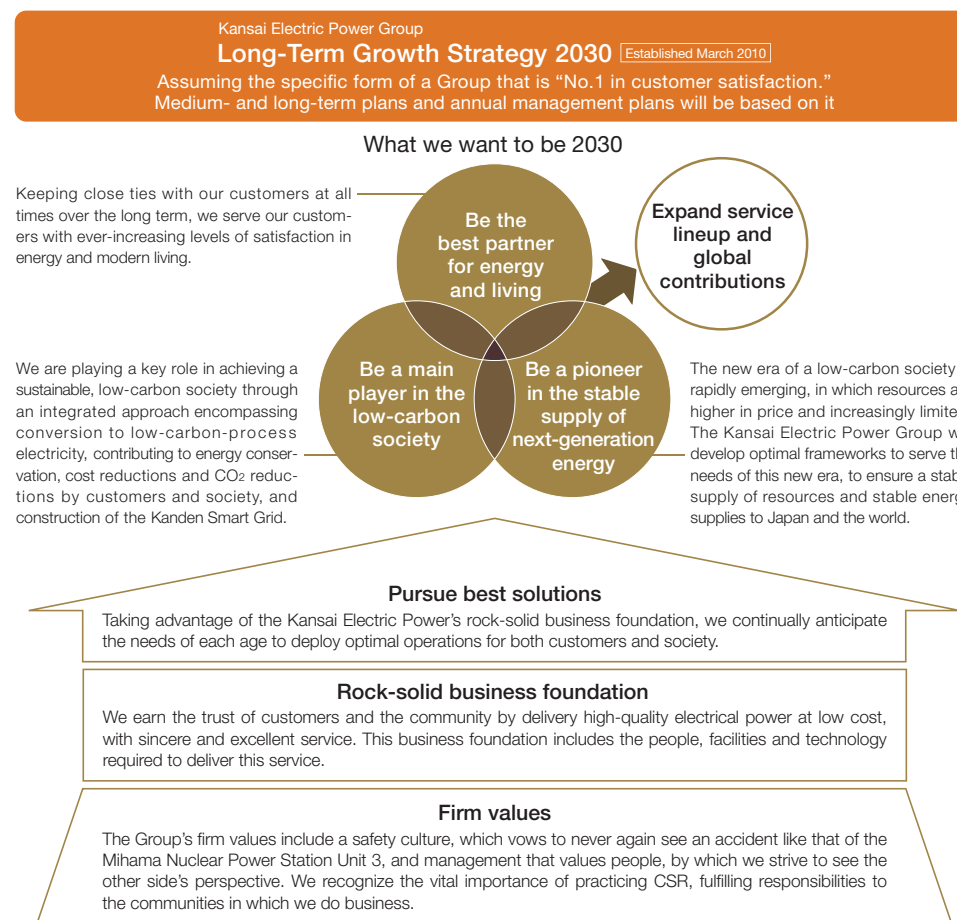 Kansai Electric Power Group
Long-Term Growth Strategy 2030 Established March 2010
Assuming the specific form of a Group that is “No.1 in customer satisfaction.”
Medium- and long-term plans and annual management plans will be based on it
What we want to be 2030
Keeping close ties with our customers at all
times over the long term, we serve our custom-
ers with ever-increasing levels of satisfaction in
energy and modern living.
Be the
best partner
for energy
and living
Expand service
lineup and
global
contributions
We are playing a key role in achieving a
sustainable, low-carbon society through
an integrated approach encompassing
conversion to low-carbon-process
electricity, contributing to energy conser-
vation, cost reductions and CO2 reduc-
tions by customers and society, and
construction of the Kanden Smart Grid.
Be a main
player in the
low-carbon
society
Be a pioneer
in the stable
supply of
next-generation
energy
The new era of a low-carbon society
rapidly emerging, in which resources
higher in price and increasingly
The Kansai Electric Power Group
develop optimal frameworks to serve
needs of this new era, to ensure a
supply of resources and stable
supplies to Japan and the world.
Pursue best solutions
Taking advantage of the Kansai Electric Power’s rock-solid business foundation, we continually anticipate
the needs of each age to deploy optimal operations for both customers and society.
Rock-solid business foundation
We earn the trust of customers and the community by delivery high-quality electrical power at low cost,
with sincere and excellent service. This business foundation includes the people, facilities and technology
required to deliver this service.
Firm values
The Group’s firm values include a safety culture, which vows to never again see an accident like that of the
Mihama Nuclear Power Station Unit 3, and management that values people, by which we strive to see the
other side’s perspective. We recognize the vital importance of practicing CSR, fulfilling responsibilities to
the communities in which we do business.